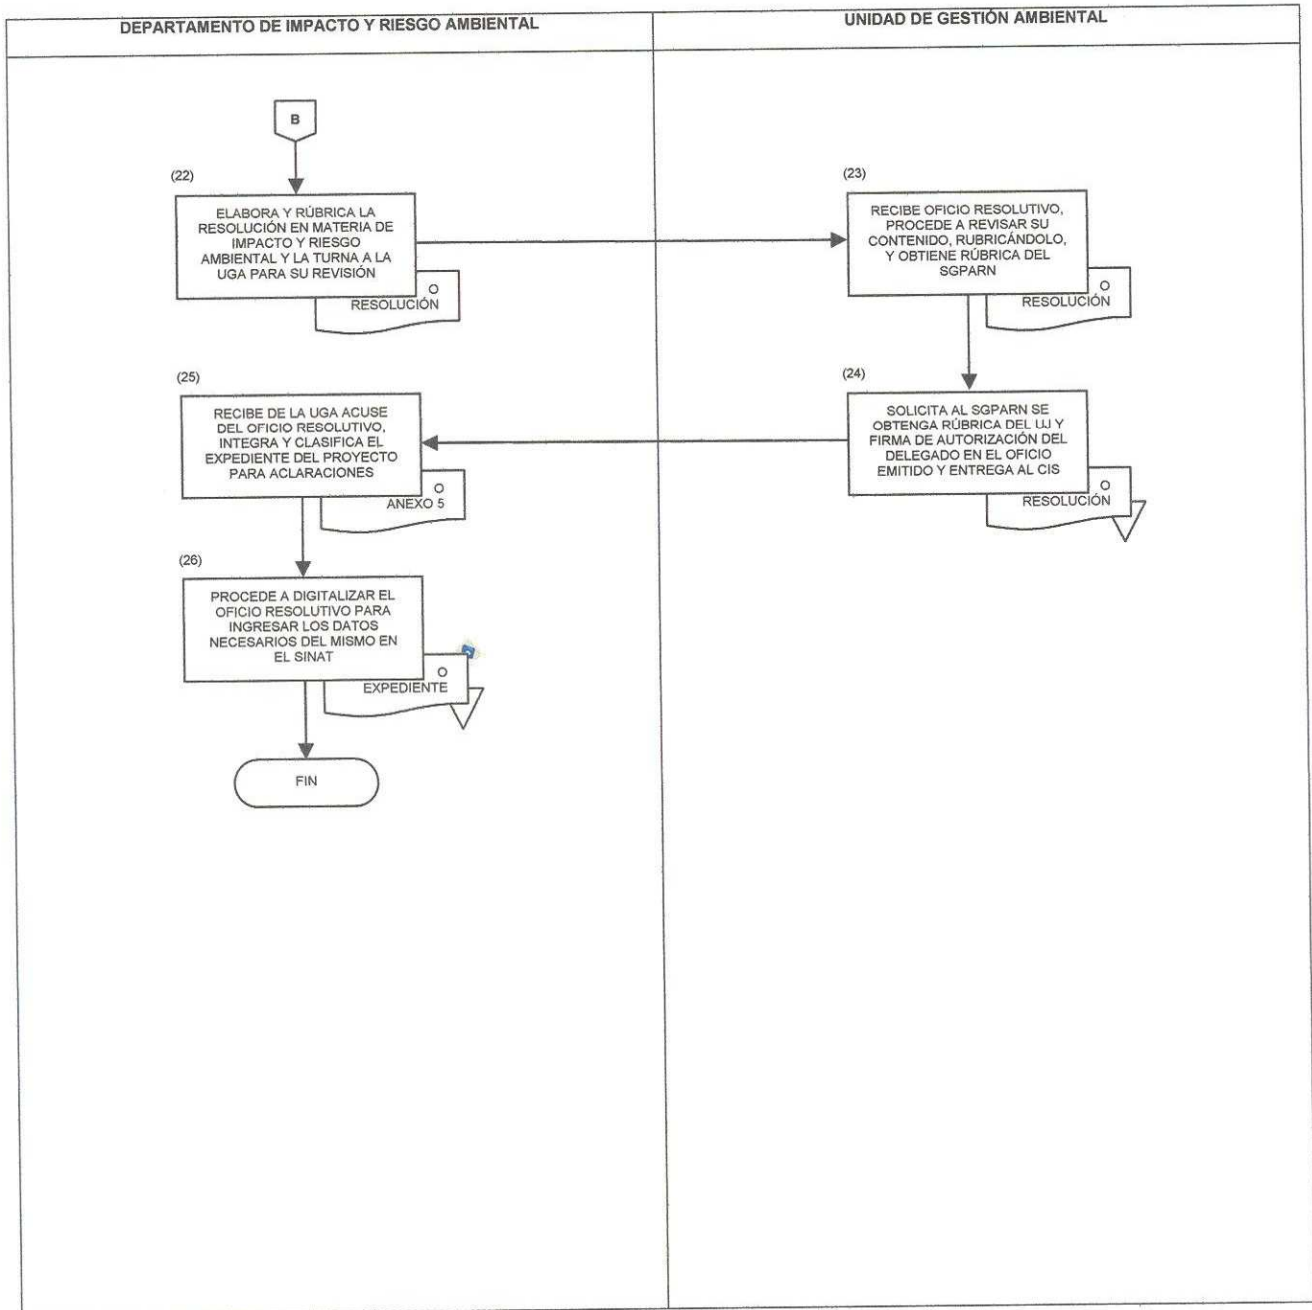 DEPARTAMENTO DE IMPACTO Y RIESGO AMBIENTAL
UNIDAD DE GESTIÓN AMBIENTAL
B
(22)
ELABORA Y RÚBRICA LA
RESOLUCIÓN EN MATERIA DE
IMPACTO Y RIESGO
AMBIENTAL Y LA TURNA A LA
UGA PARA SU REVISIÓN
O
RESOLUCIÓN
(23)
RECIBE OFICIO RESOLUTIVO,
PROCEDE A REVISAR SU
CONTENIDO, RUBRICÁNDOLO,
Y OBTIENE RÚBRICA DEL
SGPARN
O
RESOLUCIÓN
(24)
SOLICITA AL SGPARN SE
OBTENGA RÚBRICA DEL UJ Y
FIRMA DE AUTORIZACIÓN DEL
DELEGADO EN EL OFICIO
EMITIDO Y ENTREGA AL CIS
O
RESOLUCIÓN
(25)
RECIBE DE LA UGA ACUSE
DEL OFICIO RESOLUTIVO,
INTEGRA Y CLASIFICA EL
EXPEDIENTE DEL PROYECTO
PARA ACLARACIONES
O
ANEXO 5
(26)
PROCEDE A DIGITALIZAR EL
OFICIO RESOLUTIVO PARA
INGRESAR LOS DATOS
NECESARIOS DEL MISMO EN
EL SINAT
O
EXPEDIENTE
FIN